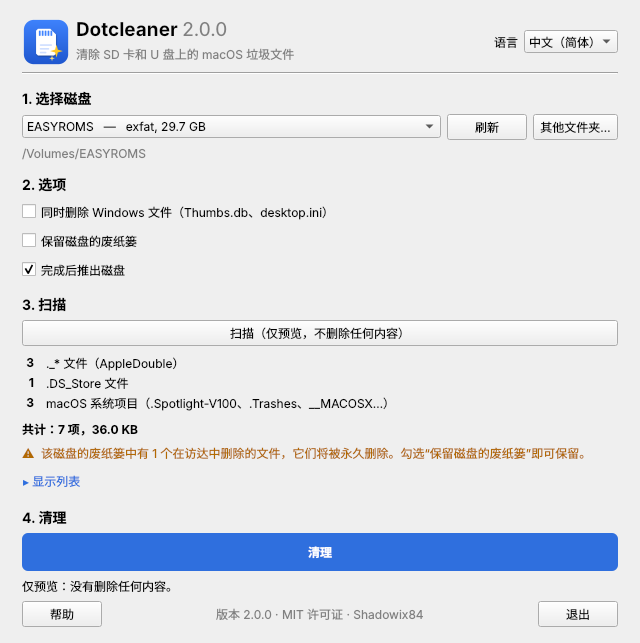 Dotcleaner 2.0.0
清除 SD 卡和 U 盘上的 macOS 垃圾文件
语言 中文（简体）
1. 选择磁盘
EASYROMS — exfat, 29.7 GB 刷新 其他文件夹...
/Volumes/EASYROMS
2. 选项
同时删除 Windows 文件（Thumbs.db、desktop.ini）
保留磁盘的废纸篓
完成后推出磁盘
3. 扫描
扫描（仅预览，不删除任何内容）
3 ._* 文件（AppleDouble）
1 .DS_Store 文件
3 macOS 系统项目（.Spotlight-V100、.Trashes、__MACOSX...）
共计：7 项，36.0 KB
该磁盘的废纸篓中有 1 个在访达中删除的文件，它们将被永久删除。勾选“保留磁盘的废纸篓”即可保留。
▸ 显示列表
4. 清理
清理
仅预览：没有删除任何内容。
帮助 版本 2.0.0 · MIT 许可证 · Shadowix84 退出